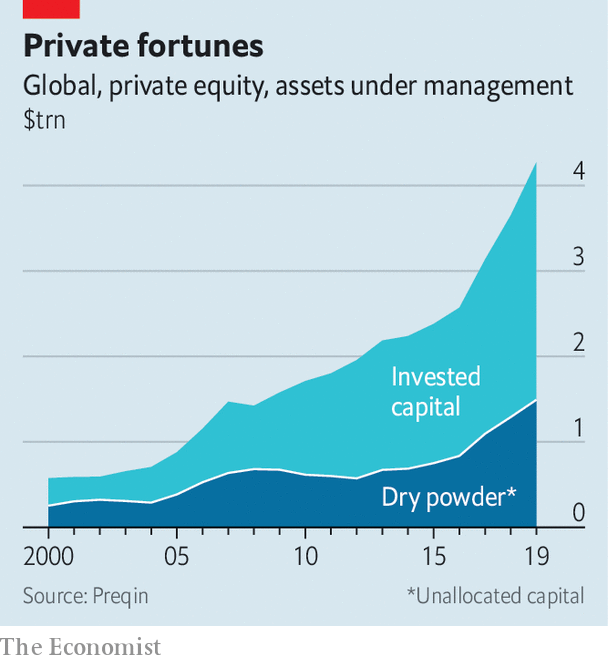 Private fortunes
Global, private equity, assets under management
$trn
4
3
2
Invested
capital
1
Dry powder*
0
2000 05 10 15 19
Source: Preqin *Unallocated capital
The Economist